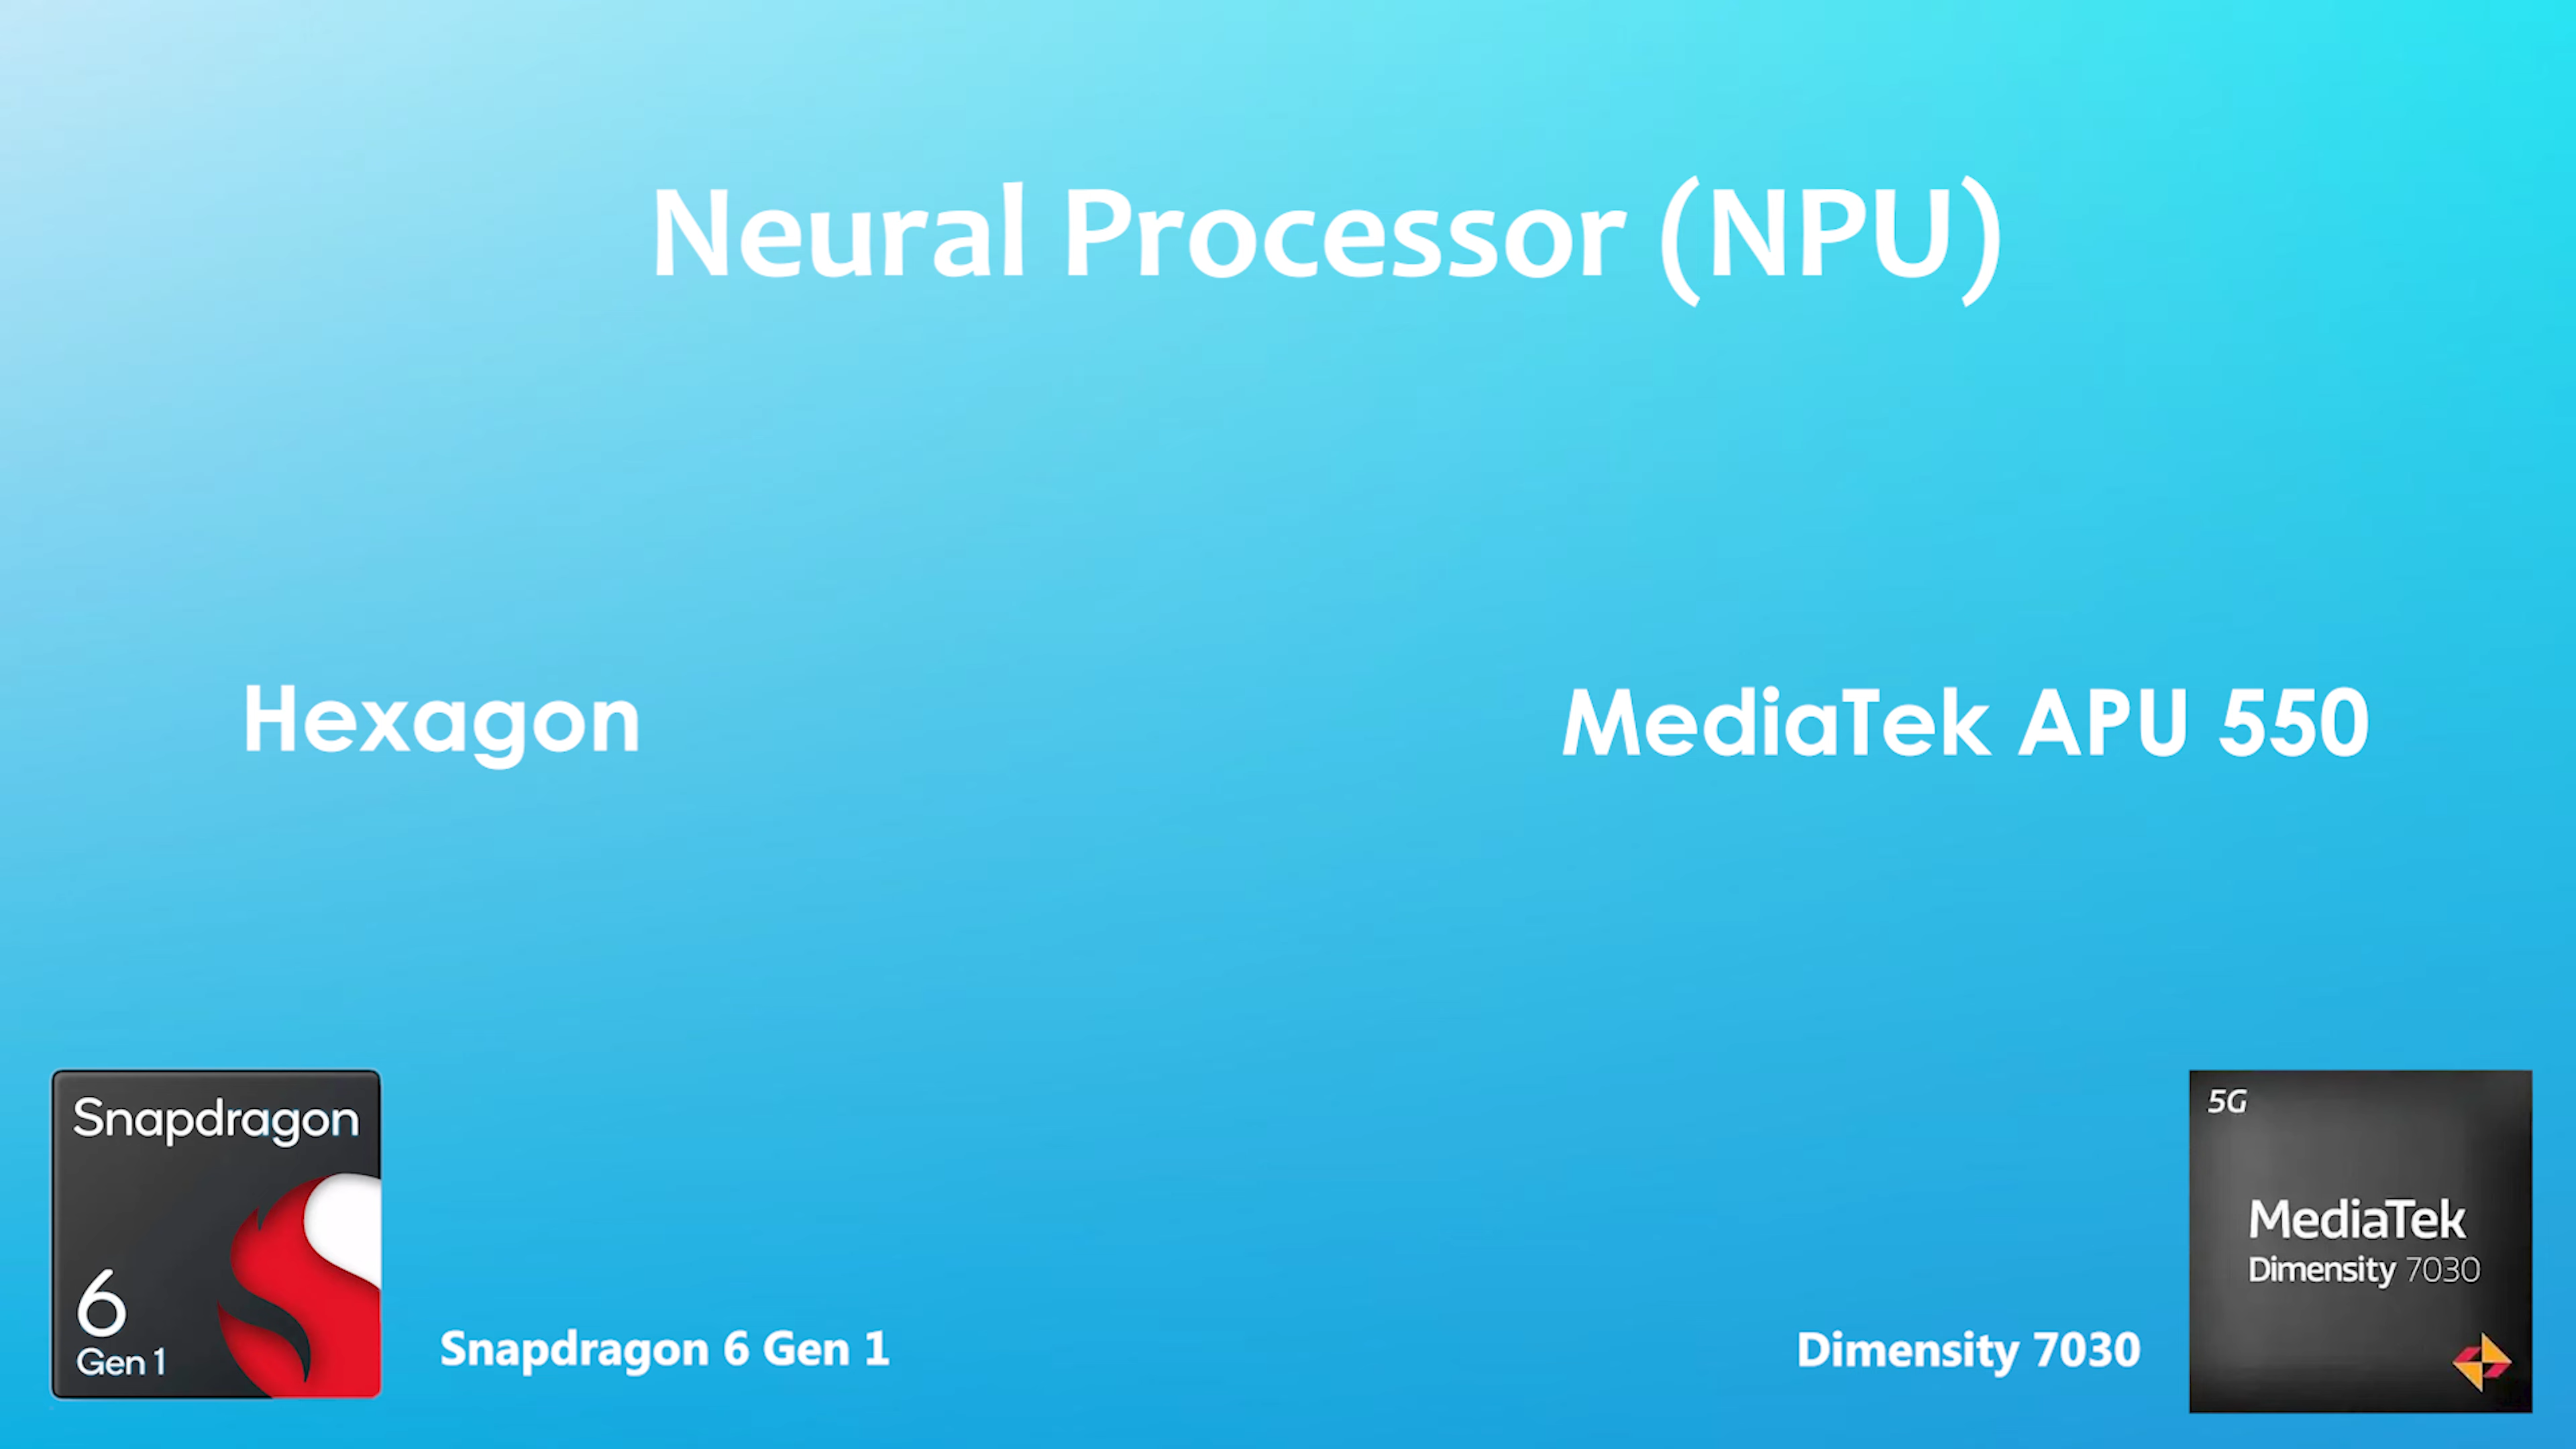 Neural Processor (NPU)
Hexagon
MediaTek APU 550
Snapdragon
6
Gen 1
Snapdragon 6 Gen 1
Dimensity 7030
5G
MediaTek
Dimensity 7030